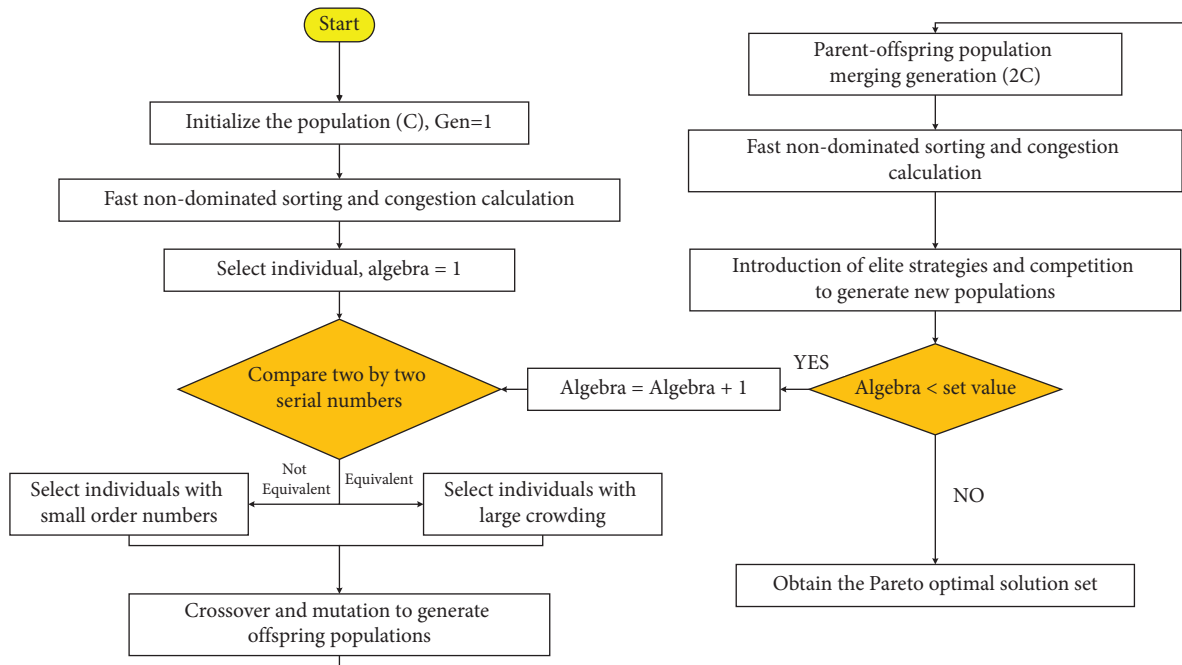 Start
Initialize the population (C), Gen=1
Fast non-dominated sorting and congestion calculation
Select individual, algebra = 1
Compare two by two
serial numbers
Not
Equivalent
Equivalent
Select individuals with
small order numbers
Select individuals with
large crowding
Crossover and mutation to generate
offspring populations
Parent-offspring population
merging generation (2C)
Fast non-dominated sorting and congestion
calculation
Introduction of elite strategies and competition
to generate new populations
Algebra < set value
YES
Algebra = Algebra + 1
NO
Obtain the Pareto optimal solution set